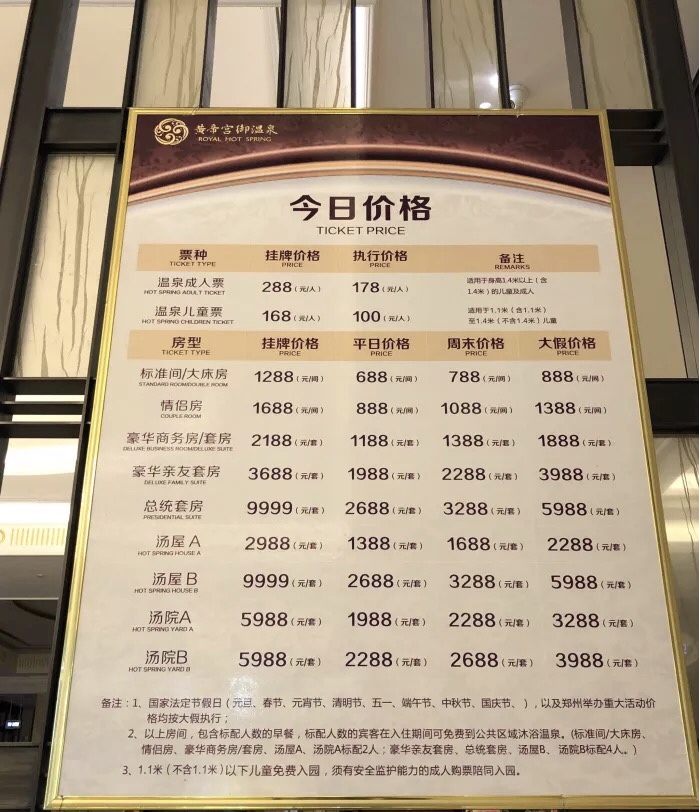 黄帝宫御温泉
ROYAL HOT SPRING
今日价格
TICKET PRICE
票种 挂牌价格 执行价格 备注
TICKET TYPE PRICE PRICE REMARKS
温泉成人票 288（元/人） 178（元/人） 适用于身高1.4米以上（含
HOT SPRING ADULT TICKET 1.4米）的儿童及成人
温泉儿童票 168（元/人） 100（元/人） 适用于1.1米（含1.1米）
HOT SPRING CHILDREN TICKET 至1.4米（不含1.4米）儿童
房型 挂牌价格 平日价格 周末价格 大假价格
TICKET TYPE PRICE PRICE PRICE PRICE
标准间/大床房 1288（元/间） 688（元/间） 788（元/间） 888（元/间）
STANDARD ROOM/DOUBLE ROOM
情侣房 1688（元/间） 888（元/间） 1088（元/间） 1388（元/间）
COUPLE ROOM
豪华商务房/套房 2188（元/套） 1188（元/套） 1388（元/套） 1888（元/套）
DELUXE BUSINESS ROOM/DELUXE SUITE
豪华亲友套房 3688（元/套） 1988（元/套） 2288（元/套） 3988（元/套）
DELUXE FAMILY SUITE
总统套房 9999（元/套） 2688（元/套） 3288（元/套） 5988（元/套）
PRESIDENTIAL SUITE
汤屋A 2988（元/套） 1388（元/套） 1688（元/套） 2288（元/套）
HOT SPRING HOUSE A
汤屋B 9999（元/套） 2688（元/套） 3288（元/套） 5988（元/套）
HOT SPRING HOUSE B
汤院A 5988（元/套） 1988（元/套） 2288（元/套） 3288（元/套）
HOT SPRING YARD A
汤院B 5988（元/套） 2288（元/套） 2688（元/套） 3988（元/套）
HOT SPRING YARD B
备注：1、国家法定节假日（元旦、春节、元宵节、清明节、五一、端午节、中秋节、国庆节、），以及郑州举办重大活动价
格均按大假执行；
2、以上房间，包含标配人数的早餐，标配人数的宾客在入住期间可免费到公共区域沐浴温泉。(标准间/大床房、
情侣房、豪华商务房/套房、汤屋A、汤院A标配2人；豪华亲友套房、总统套房、汤屋B、汤院B标配4人。)
3、1.1米（不含1.1米）以下儿童免费入园，须有安全监护能力的成人购票陪同入园。